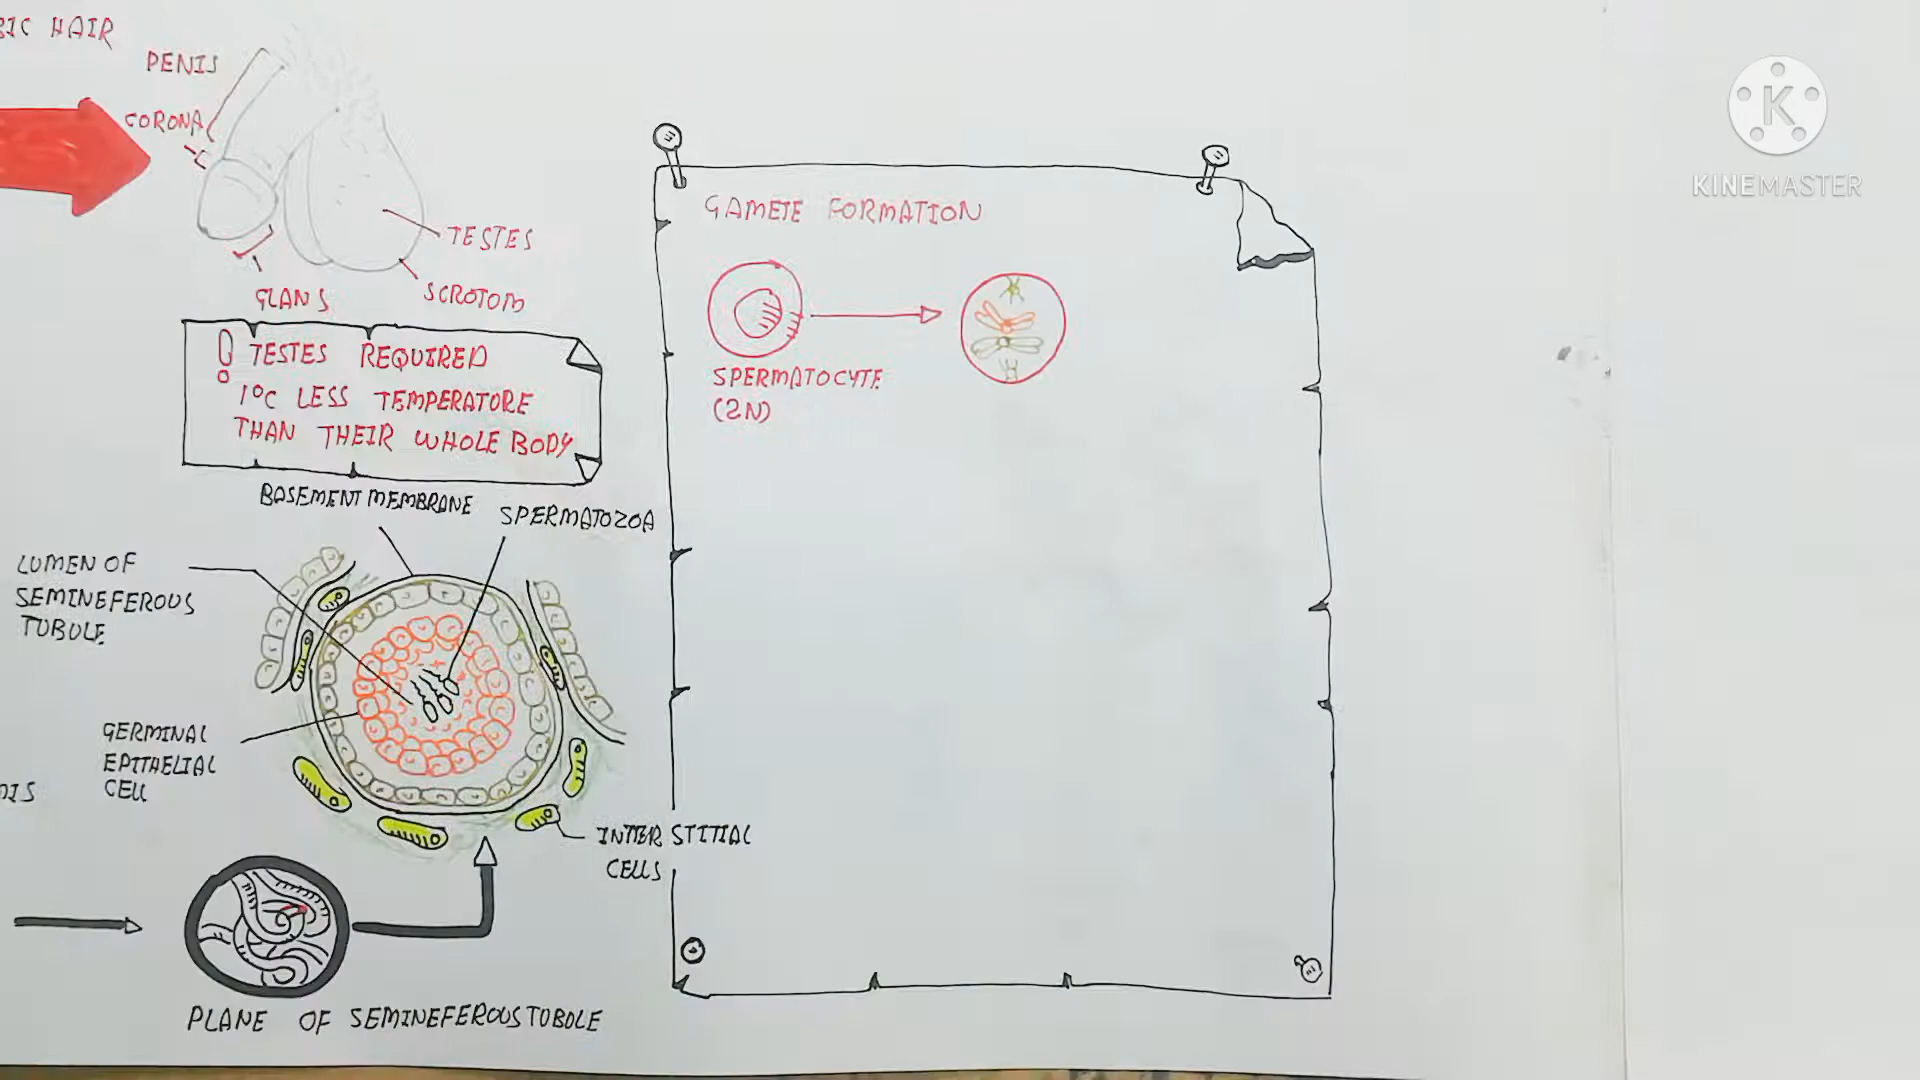 HAIR
PENIS
CORONA
TESTES
SCROTUM
GLANS
TESTES REQUIRED
1°C LESS TEMPERATURE
THAN THEIR WHOLE BODY
BASEMENT MEMBRANE
SPERMATOZOA
LUMEN OF
SEMINEFEROUS
TUBULE
GERMINAL
EPITHELIAL
CELL
INTERSTITIAL
CELLS
PLANE OF SEMINEFEROUS TUBULE
GAMETE FORMATION
SPERMATOCYTE
(2N)
K
KINEMASTER